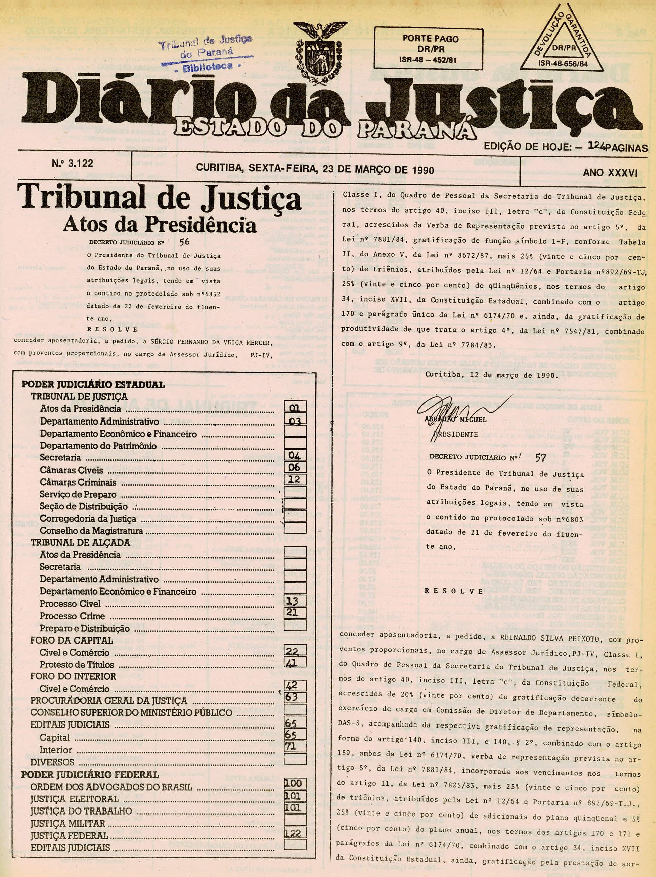 Tribunal de Justiça
do Paraná
- Biblioteca -
PORTE PAGO
DR/PR
ISR-48 – 452/81
DEVOLUÇÃO GARANTIDA
DR/PR
ISR-48-656/84
Diário da Justiça
ESTADO DO PARANÁ
EDIÇÃO DE HOJE: – 124 PAGINAS
N.º 3.122
CURITIBA, SEXTA-FEIRA, 23 DE MARÇO DE 1990
ANO XXXVI
Tribunal de Justiça
Atos da Presidência
DECRETO JUDICIÁRIO Nº 56
O Presidente do Tribunal de Justiça
do Estado do Paraná, no uso de suas
atribuições legais, tendo em vista
o contido no protocolado sob nº6452
datado de 22 de fevereiro do fluen-
te ano,
R E S O L V E
conceder aposentadoria, a pedido, a SÉRGIO FERNANDO DA VEIGA MERCER,
com proventos proporcionais, no cargo de Assessor Jurídico, PJ-IV,
PODER JUDICIÁRIO ESTADUAL
TRIBUNAL DE JUSTIÇA
Atos da Presidência 01
Departamento Administrativo 03
Departamento Econômico e Financeiro
Departamento do Patrimônio
Secretaria 04
Câmaras Cíveis 06
Câmaras Criminais 12
Serviço de Preparo
Seção de Distribuição
Corregedoria da Justiça
Conselho da Magistratura
TRIBUNAL DE ALÇADA
Atos da Presidência
Secretaria
Departamento Administrativo
Departamento Econômico e Financeiro
Processo Cível 13
Processo Crime 21
Preparo e Distribuição
FORO DA CAPITAL
Cível e Comércio 22
Protesto de Títulos 41
FORO DO INTERIOR
Cível e Comércio 42
PROCURADORIA GERAL DA JUSTIÇA 63
CONSELHO SUPERIOR DO MINISTÉRIO PÚBLICO
EDITAIS JUDICIAIS 65
Capital 65
Interior 71
DIVERSOS
PODER JUDICIÁRIO FEDERAL
ORDEM DOS ADVOGADOS DO BRASIL 100
JUSTIÇA ELEITORAL 101
JUSTIÇA DO TRABALHO 101
JUSTIÇA MILITAR
JUSTIÇA FEDERAL 122
EDITAIS JUDICIAIS
Classe I, do Quadro de Pessoal da Secretaria do Tribunal de Justiça,
nos termos do artigo 40, inciso III, letra "c", da Constituição Fede
ral, acrescidos da Verba de Representação prevista no artigo 5º, da
Lei nº 7881/84, gratificação de função símbolo 1-F, conforme Tabela
II, do Anexo V, da Lei nº 8672/87, mais 25% (vinte e cinco por cen-
to) de triênios, atribuídos pela Lei nº 12/64 e Portaria nº892/69-TJ,
25% (vinte e cinco por cento) de qüinqüênios, nos termos do artigo
34, inciso XVII, da Constituição Estadual, combinado com o artigo
170 e parágrafo único da Lei nº 6174/70 e, ainda, da gratificação de
produtividade de que trata o artigo 4º, da Lei nº 7547/81, combinado
com o artigo 9º, da Lei nº 7784/83.
Curitiba, 12 de março de 1990.
ABRAHÃO MIGUEL
PRESIDENTE
DECRETO JUDICIÁRIO Nº 57
O Presidente do Tribunal de Justiça
do Estado do Paraná, no uso de suas
atribuições legais, tendo em vista
o contido no protocolado sob nº6803
datado de 21 de fevereiro do fluen-
te ano,
R E S O L V E
conceder aposentadoria, a pedido, a REINALDO SILVA PEIXOTO, com pro-
ventos proporcionais, no cargo de Assessor Jurídico,PJ-IV, Classe I,
do Quadro de Pessoal da Secretaria do Tribunal de Justiça, nos ter-
mos do artigo 40, inciso III, letra "c", da Constituição Federal,
acrescidos de 20% (vinte por cento) de gratificação decorrente do
exercício do cargo em Comissão de Diretor de Departamento, símbolo-
DAS-3, acompanhada da respectiva gratificação de representação, na
forma do artigo 140, inciso III, e 140, § 2º, combinado com o artigo
159, ambos da Lei nº 6174/70, verba de representação prevista no ar-
tigo 5º, da Lei nº 7881/84, incorporada aos vencimentos nos termos
do artigo 11, da Lei nº 7825/83, mais 25% (vinte e cinco por cento)
de triênios, atribuídos pela Lei nº 12/64 e Portaria nº 892/69-T.J.,
25% (vinte e cinco por cento) de adicionais do plano qüinqüenal e 5%
(cinco por cento) do plano anual, nos termos dos artigos 170 e 171 e
parágrafos da Lei nº 6174/70, combinado com o artigo 34, inciso XVII
da Constituição Estadual, ainda, gratificação pela prestação de ser-